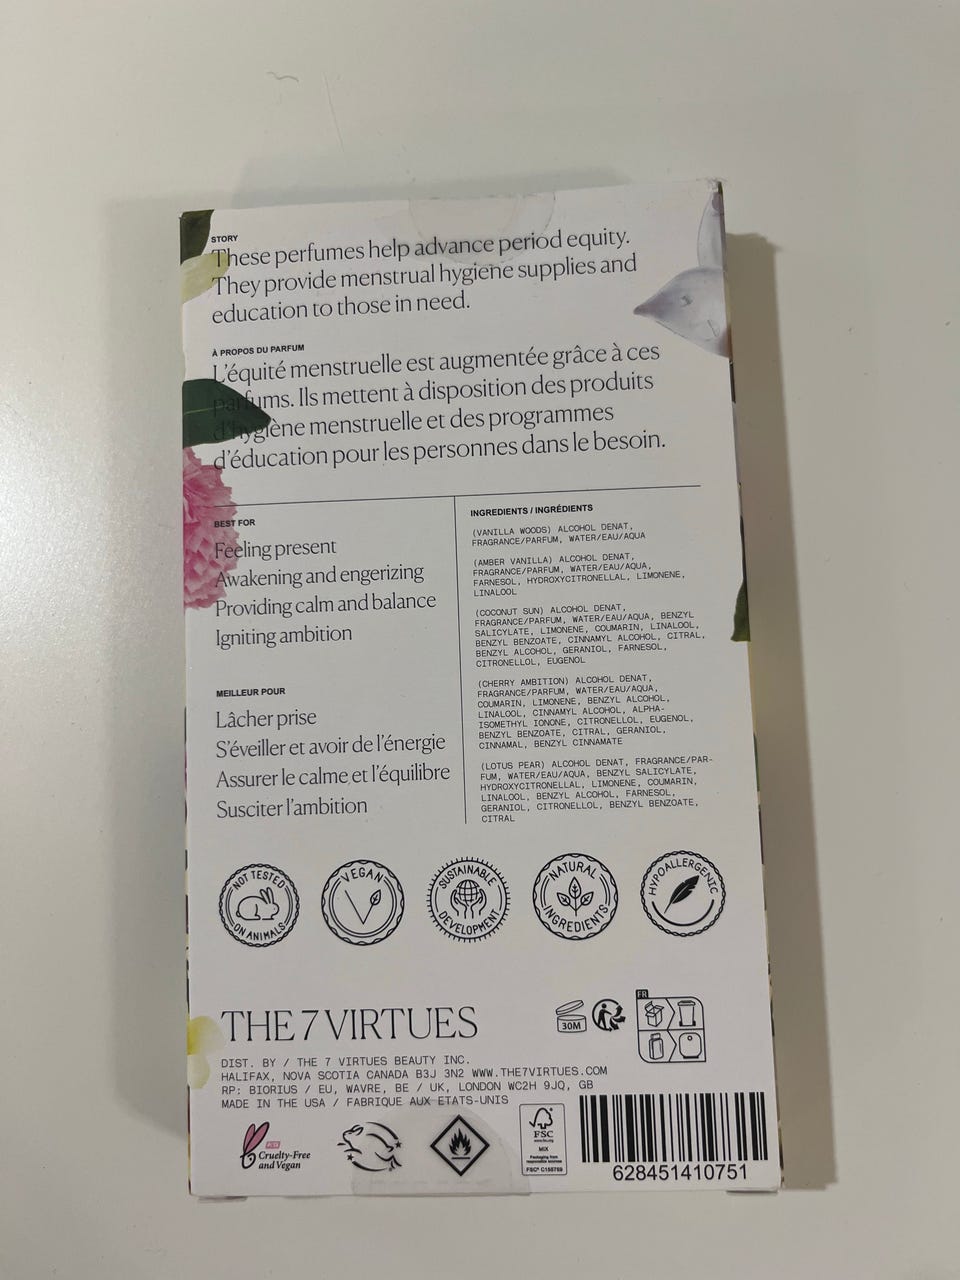 STORY
These perfumes help advance period equity.
They provide menstrual hygiene supplies and
education to those in need.
À PROPOS DU PARFUM
L'équité menstruelle est augmentée grâce à ces
parfums. Ils mettent à disposition des produits
d'hygiène menstruelle et des programmes
d'éducation pour les personnes dans le besoin.
BEST FOR
Feeling present
Awakening and engerizing
Providing calm and balance
Igniting ambition
MEILLEUR POUR
Lâcher prise
S'éveiller et avoir de l'énergie
Assurer le calme et l'équilibre
Susciter l'ambition
INGREDIENTS / INGRÉDIENTS
(VANILLA WOODS) ALCOHOL DENAT,
FRAGRANCE/PARFUM, WATER/EAU/AQUA
(AMBER VANILLA) ALCOHOL DENAT,
FRAGRANCE/PARFUM, WATER/EAU/AQUA,
FARNESOL, HYDROXYCITRONELLAL, LIMONENE,
LINALOOL
(COCONUT SUN) ALCOHOL DENAT,
FRAGRANCE/PARFUM, WATER/EAU/AQUA, BENZYL
SALICYLATE, LIMONENE, COUMARIN, LINALOOL,
BENZYL BENZOATE, CINNAMYL ALCOHOL, CITRAL,
BENZYL ALCOHOL, GERANIOL, FARNESOL,
CITRONELLOL, EUGENOL
(CHERRY AMBITION) ALCOHOL DENAT,
FRAGRANCE/PARFUM, WATER/EAU/AQUA,
COUMARIN, LIMONENE, BENZYL ALCOHOL,
LINALOOL, CINNAMYL ALCOHOL, ALPHA-
ISOMETHYL IONONE, CITRONELLOL, EUGENOL,
BENZYL BENZOATE, CITRAL, GERANIOL,
CINNAMAL, BENZYL CINNAMATE
(LOTUS PEAR) ALCOHOL DENAT, FRAGRANCE/PAR-
FUM, WATER/EAU/AQUA, BENZYL SALICYLATE,
HYDROXYCITRONELLAL, LIMONENE, COUMARIN,
LINALOOL, BENZYL ALCOHOL, FARNESOL,
GERANIOL, CITRONELLOL, BENZYL BENZOATE,
CITRAL
NOT TESTED
ON ANIMALS
VEGAN
SUSTAINABLE
DEVELOPMENT
NATURAL
INGREDIENTS
HYPOALLERGENIC
THE 7 VIRTUES
30M
FR
DIST. BY / THE 7 VIRTUES BEAUTY INC.
HALIFAX, NOVA SCOTIA CANADA B3J 3N2 WWW.THE7VIRTUES.COM
RP: BIORIUS / EU, WAVRE, BE / UK, LONDON WC2H 9JQ, GB
MADE IN THE USA / FABRIQUE AUX ETATS-UNIS
Cruelty-Free
and Vegan
FSC
www.fsc.org
MIX
Packaging from
responsible sources
FSC® C158769
628451410751